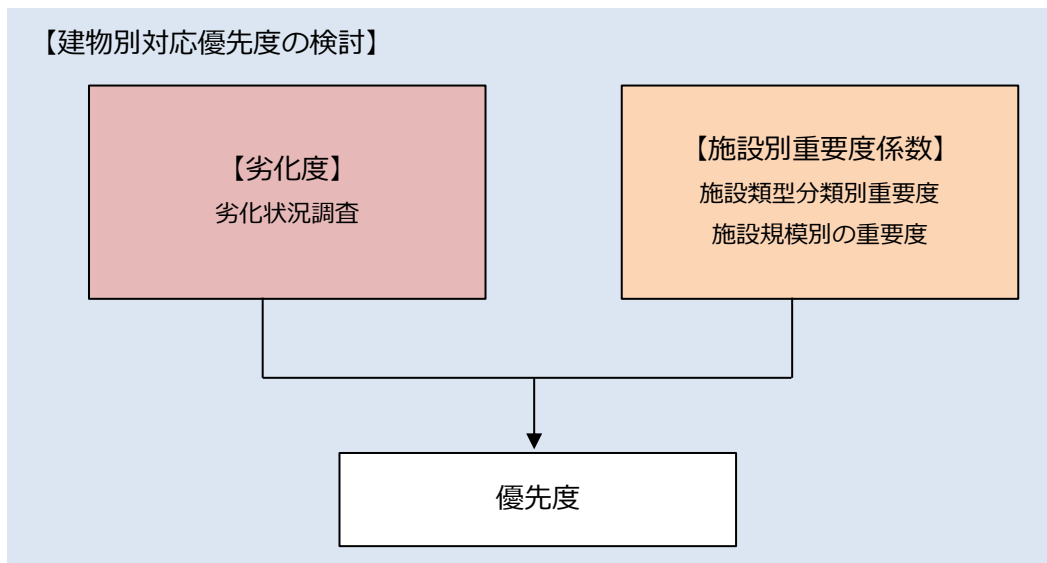 【建物別対応優先度の検討】
【劣化度】
劣化状況調査
【施設別重要度係数】
施設類型分類別重要度
施設規模別の重要度
優先度